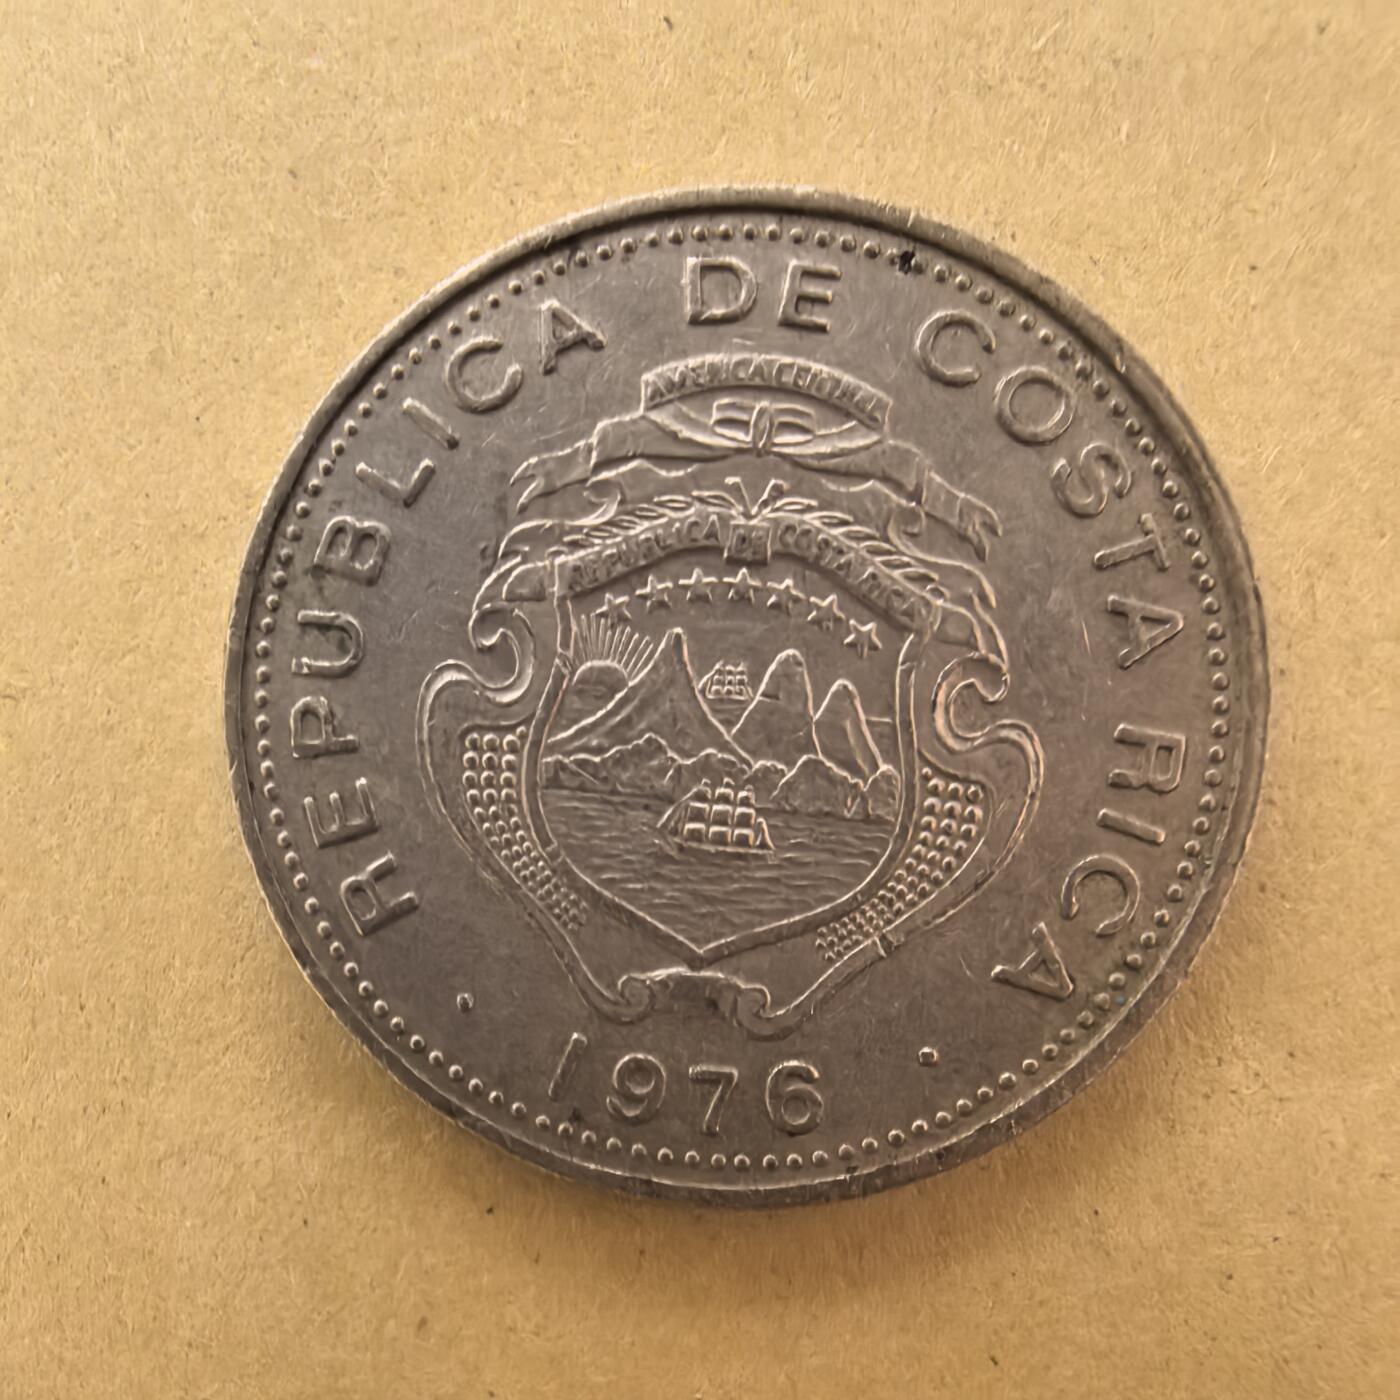 REPUBLICA DE COSTA RICA
AMERICA CENTRAL
REPUBLICA DE COSTA RICA
· 1976 ·